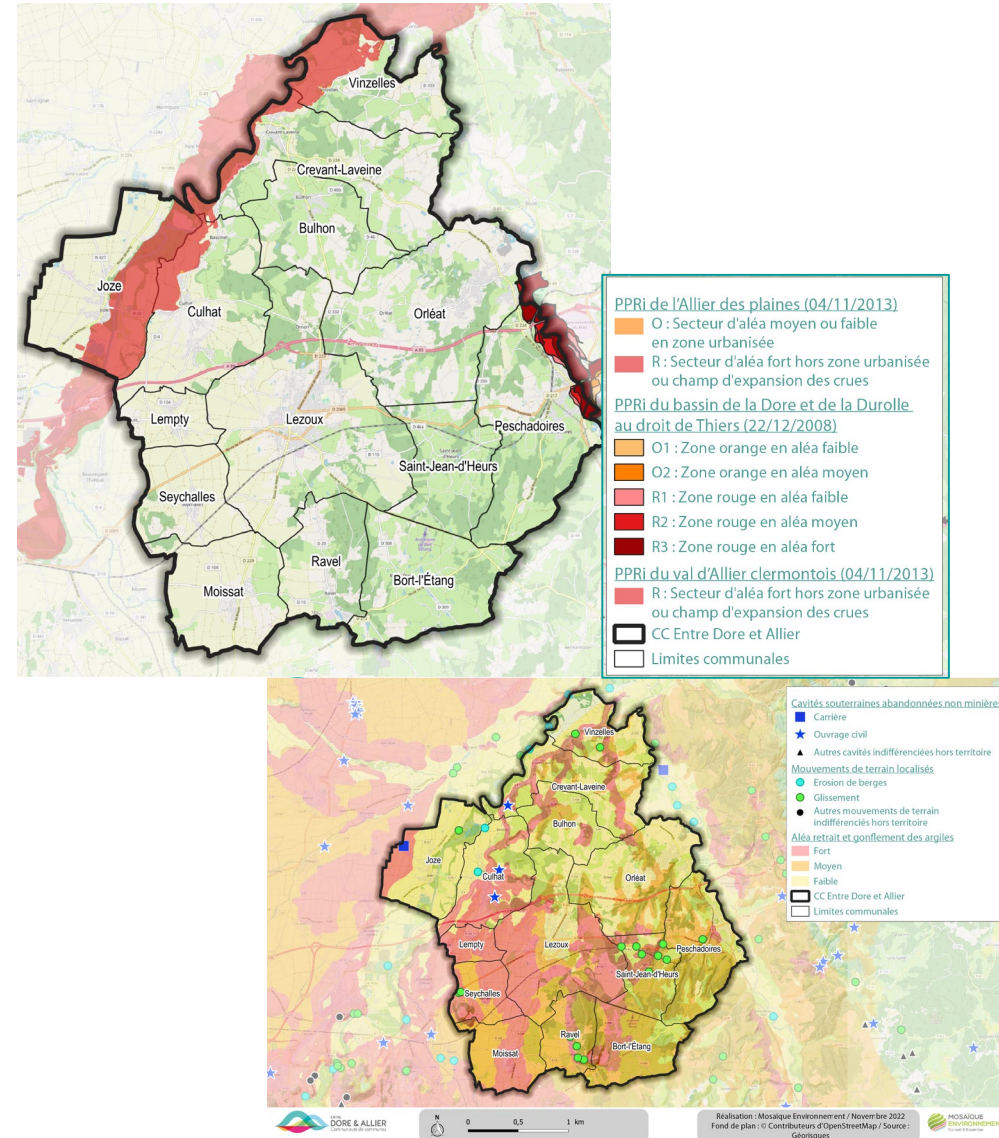 Vinzelles
Crevant-Laveine
Bulhon
Joze
Culhat
Orléat
Lempty
Lezoux
Peschadoires
Saint-Jean-d'Heurs
Seychalles
Ravel
Moissat
Bort-l'Étang
PPRi de l'Allier des plaines (04/11/2013)
O : Secteur d'aléa moyen ou faible
en zone urbanisée
R : Secteur d'aléa fort hors zone urbanisée
ou champ d'expansion des crues
PPRi du bassin de la Dore et de la Durolle
au droit de Thiers (22/12/2008)
O1 : Zone orange en aléa faible
O2 : Zone orange en aléa moyen
R1 : Zone rouge en aléa faible
R2 : Zone rouge en aléa moyen
R3 : Zone rouge en aléa fort
PPRi du val d'Allier clermontois (04/11/2013)
R : Secteur d'aléa fort hors zone urbanisée
ou champ d'expansion des crues
CC Entre Dore et Allier
Limites communales
Vinzelles
Crevant-Laveine
Bulhon
Joze
Culhat
Orléat
Lempty
Lezoux
Peschadoires
Saint-Jean-d'Heurs
Seychalles
Ravel
Moissat
Bort-l'Étang
Cavités souterraines abandonnées non minière
Carrière
Ouvrage civil
Autres cavités indifférenciées hors territoire
Mouvements de terrain localisés
Erosion de berges
Glissement
Autres mouvements de terrain
indifférenciés hors territoire
Aléa retrait et gonflement des argiles
Fort
Moyen
Faible
CC Entre Dore et Allier
Limites communales
ENTRE
DORE & ALLIER
Communauté de communes
N
0 0,5 1 km
Réalisation : Mosaïque Environnement / Novembre 2022
Fond de plan : © Contributeurs d'OpenStreetMap / Source :
Géorisques
MOSAÏQUE
ENVIRONNEMEN